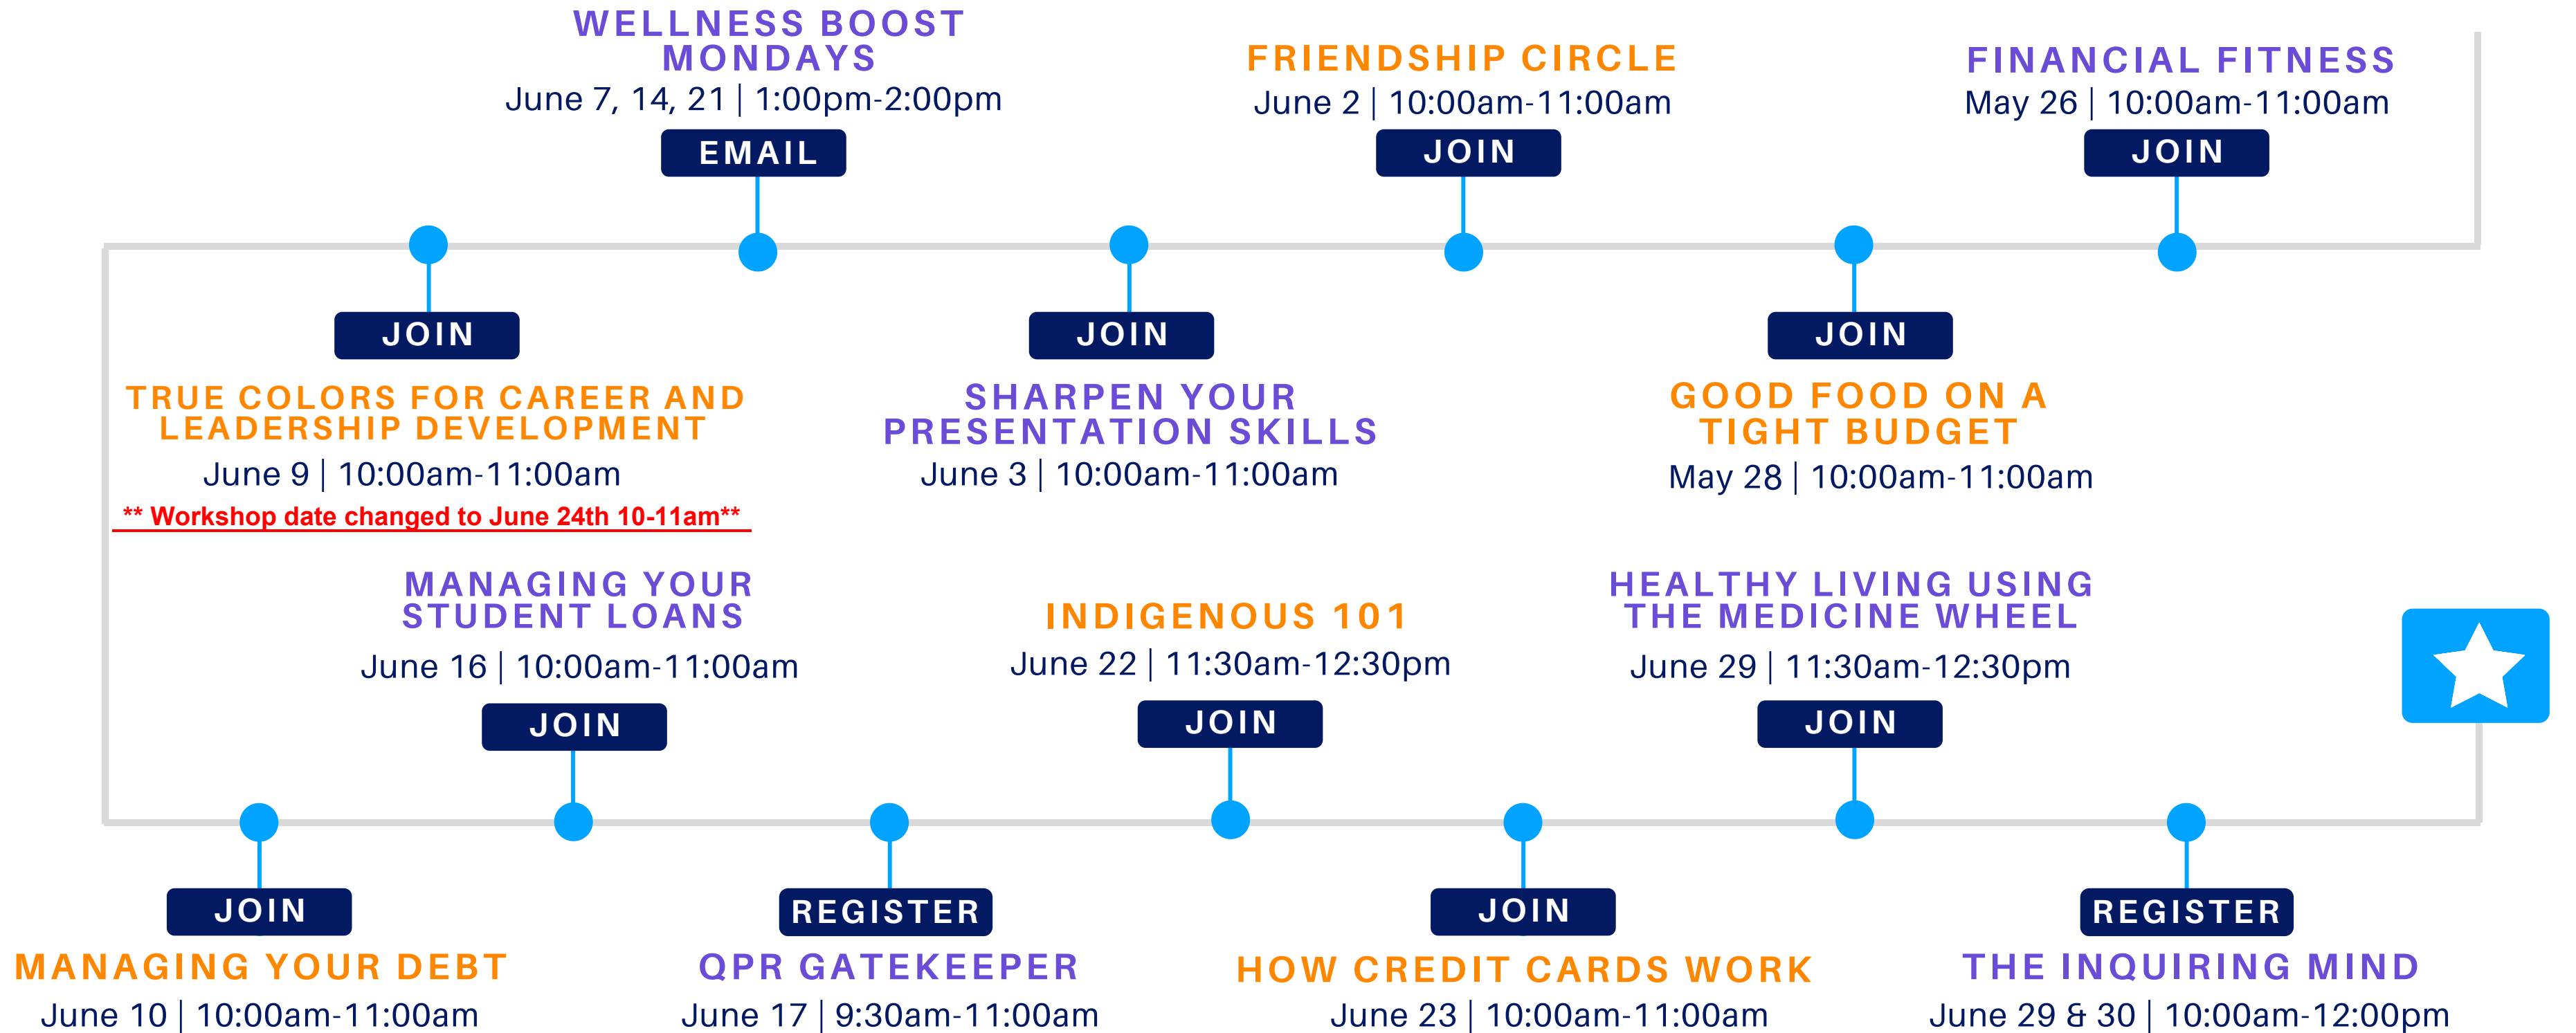 WELLNESS BOOST
MONDAYS
June 7, 14, 21 | 1:00pm-2:00pm
EMAIL
FRIENDSHIP CIRCLE
June 2 | 10:00am-11:00am
JOIN
FINANCIAL FITNESS
May 26 | 10:00am-11:00am
JOIN
JOIN
TRUE COLORS FOR CAREER AND
LEADERSHIP DEVELOPMENT
June 9 | 10:00am-11:00am
** Workshop date changed to June 24th 10-11am**
JOIN
SHARPEN YOUR
PRESENTATION SKILLS
June 3 | 10:00am-11:00am
JOIN
GOOD FOOD ON A
TIGHT BUDGET
May 28 | 10:00am-11:00am
MANAGING YOUR
STUDENT LOANS
June 16 | 10:00am-11:00am
JOIN
INDIGENOUS 101
June 22 | 11:30am-12:30pm
JOIN
HEALTHY LIVING USING
THE MEDICINE WHEEL
June 29 | 11:30am-12:30pm
JOIN
JOIN
MANAGING YOUR DEBT
June 10 | 10:00am-11:00am
REGISTER
QPR GATEKEEPER
June 17 | 9:30am-11:00am
JOIN
HOW CREDIT CARDS WORK
June 23 | 10:00am-11:00am
REGISTER
THE INQUIRING MIND
June 29 & 30 | 10:00am-12:00pm